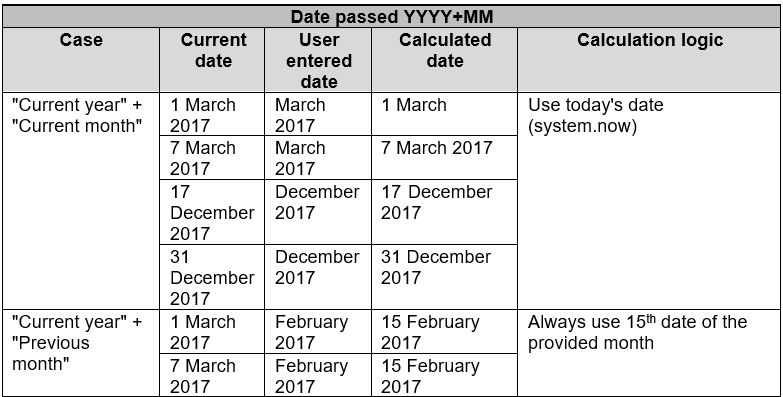 Date passed YYYY+MM
Case
Current
date
User
entered
date
Calculated
date
Calculation logic
"Current year" +
"Current month"
1 March
2017
March
2017
1 March
Use today's date
(system.now)
7 March
2017
March
2017
7 March 2017
17
December
2017
December
2017
17 December
2017
31
December
2017
December
2017
31 December
2017
"Current year" +
"Previous
month"
1 March
2017
February
2017
15 February
2017
Always use 15th date of the
provided month
7 March
2017
February
2017
15 February
2017